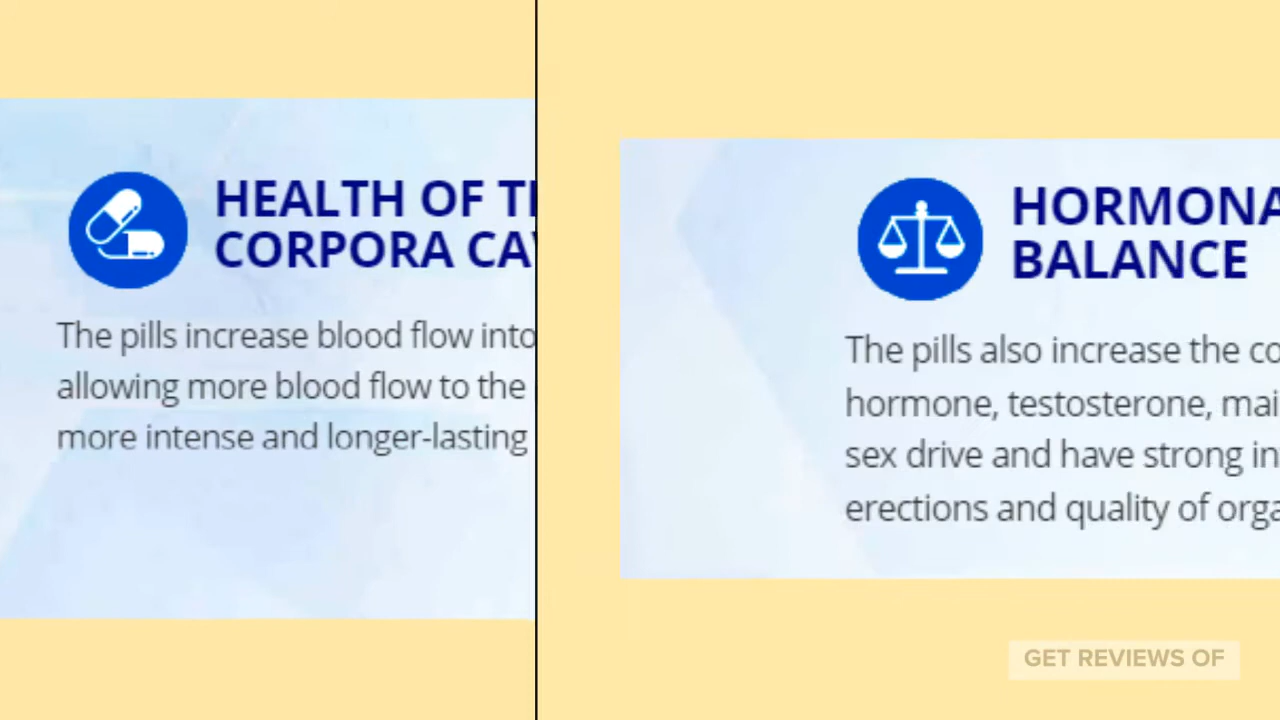 HEALTH OF
CORPORA
The pills increase blood flow into
allowing more blood flow to the
more intense and longer-lasting
HORMONA
BALANCE
The pills also increase the co
hormone, testosterone, mai
sex drive and have strong in
erections and quality of orga
GET REVIEWS OF